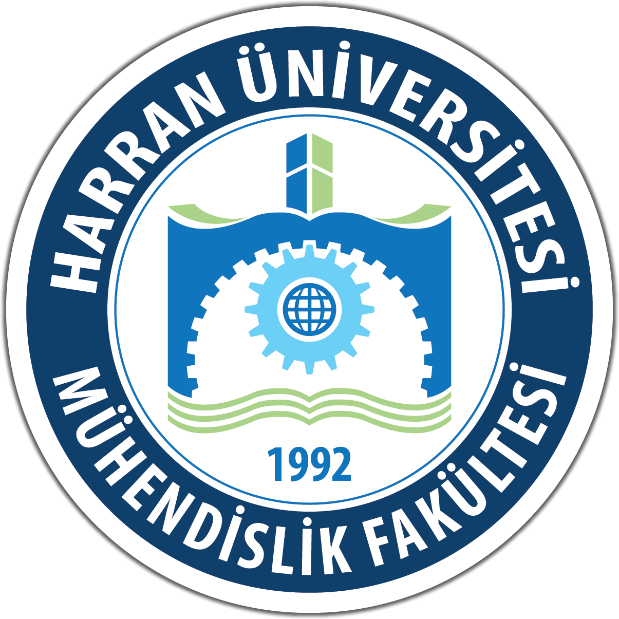 HARRAN ÜNİVERSİTESİ
1992
MÜHENDİSLİK FAKÜLTESİ